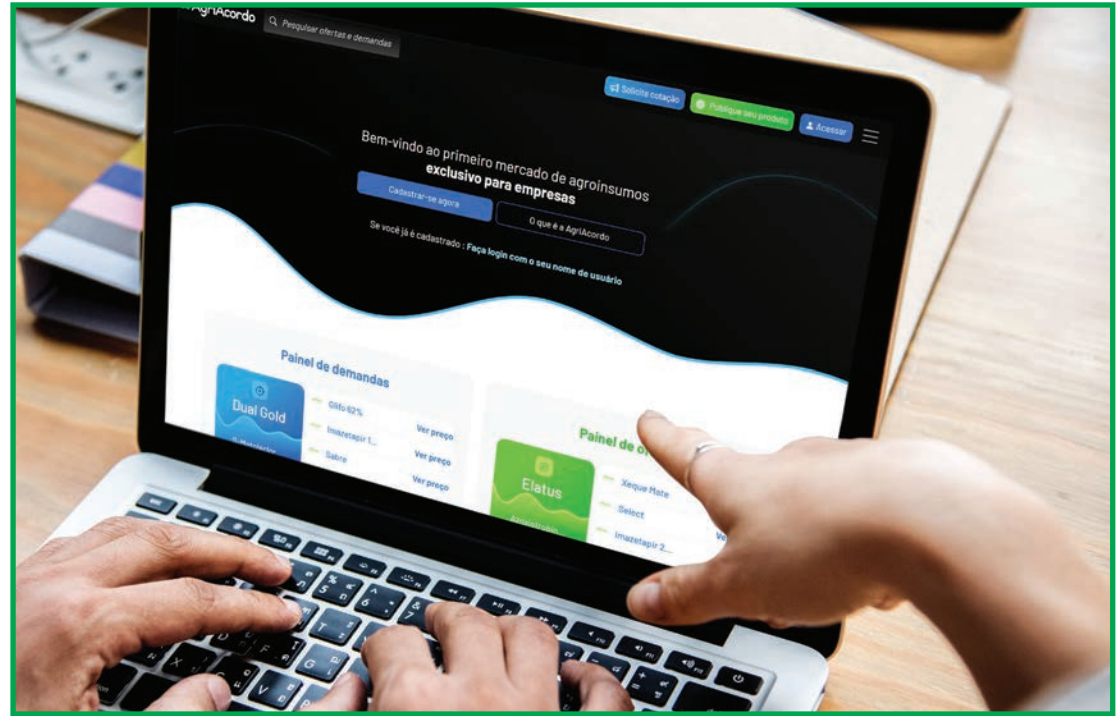 AgriAcordo
Pesquisar ofertas e demandas
Solicite cotação
Publique seu produto
Acessar
Bem-vindo ao primeiro mercado de agroinsumos
exclusivo para empresas
Cadastrar-se agora
O que é a AgriAcordo
Se você já é cadastrado : Faça login com o seu nome de usuário
Painel de demandas
Dual Gold
Glifo 62%
Imazetapir 1...
Ver preço
Sabre
Ver preço
Ver preço
Painel de
Elatus
Xeque Mate
Select
Imazetapir 2...